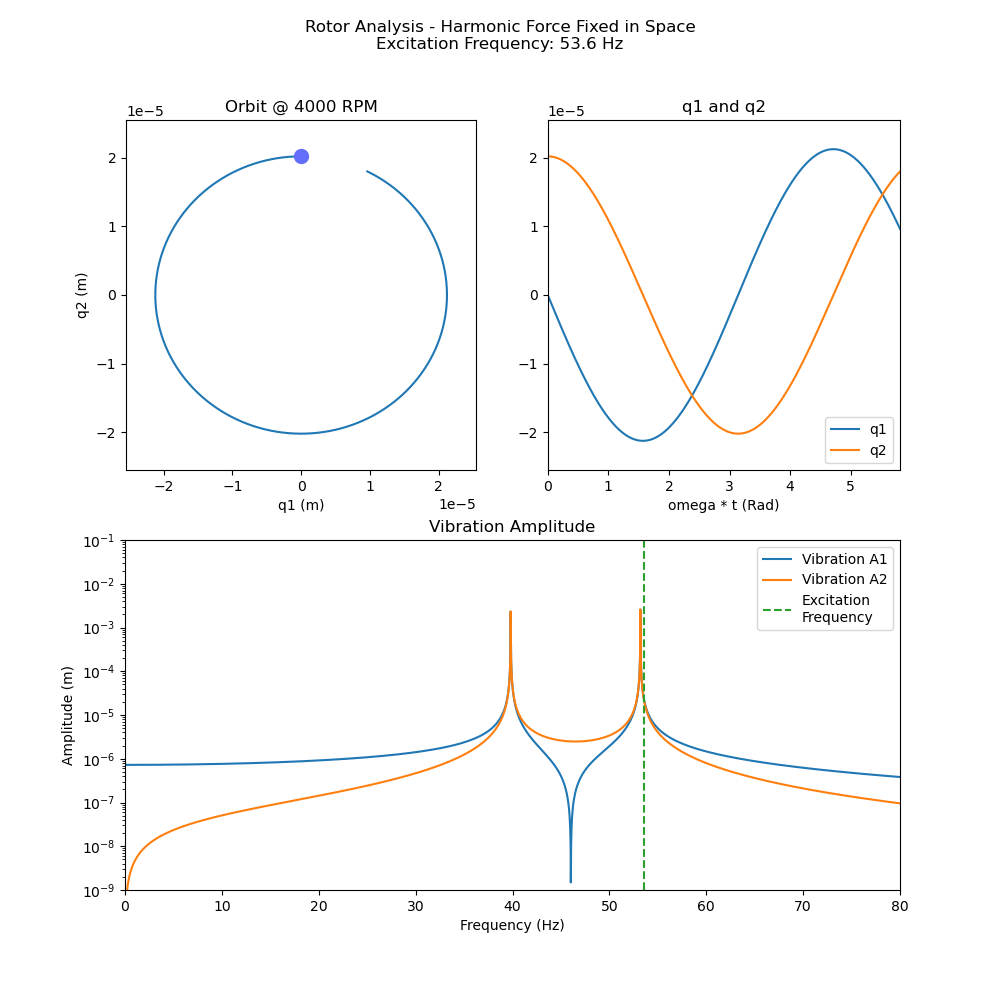 Rotor Analysis - Harmonic Force Fixed in Space
Excitation Frequency: 53.6 Hz
Orbit @ 4000 RPM
1e−5
2
1
0
−1
−2
q2 (m)
−2 −1 0 1 2
1e−5
q1 (m)
q1 and q2
1e−5
2
1
0
−1
−2
q1
q2
0 1 2 3 4 5
omega * t (Rad)
Vibration Amplitude
10⁻¹
10⁻²
10⁻³
10⁻⁴
10⁻⁵
10⁻⁶
10⁻⁷
10⁻⁸
10⁻⁹
Amplitude (m)
Vibration A1
Vibration A2
Excitation
Frequency
0 10 20 30 40 50 60 70 80
Frequency (Hz)